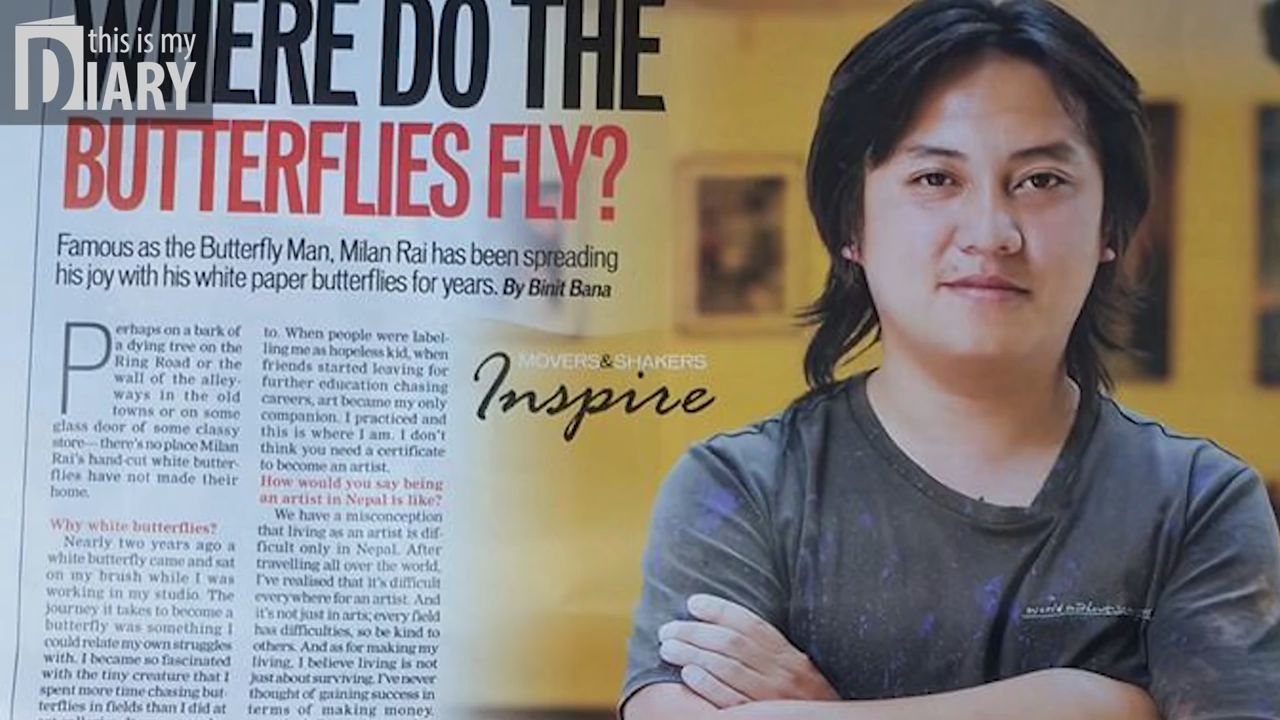 this is my
DIARY
WHERE DO THE
BUTTERFLIES FLY?
Famous as the Butterfly Man, Milan Rai has been spreading
his joy with his white paper butterflies for years. By Binit Bana
Perhaps on a bark of
a dying tree on the
Ring Road or the
wall of the alley-
ways in the old
towns or on some
glass door of some classy
store—there's no place Milan
Rai's hand-cut white butter-
flies have not made their
home.
Why white butterflies?
Nearly two years ago a
white butterfly came and sat
on my brush while I was
working in my studio. The
journey it takes to become a
butterfly was something I
could relate my own struggles
with. I became so fascinated
with the tiny creature that I
spent more time chasing but-
terflies in fields than I did at
to. When people were label-
ling me as hopeless kid, when
friends started leaving for
further education chasing
careers, art became my only
companion. I practiced and
this is where I am. I don't
think you need a certificate
to become an artist.
How would you say being
an artist in Nepal is like?
We have a misconception
that living as an artist is dif-
ficult only in Nepal. After
travelling all over the world,
I've realised that it's difficult
everywhere for an artist. And
it's not just in arts; every field
has difficulties, so be kind to
others. And as for making my
living, I believe living is not
just about surviving. I've never
thought of gaining success in
terms of making money.
MOVERS&SHAKERS
Inspire